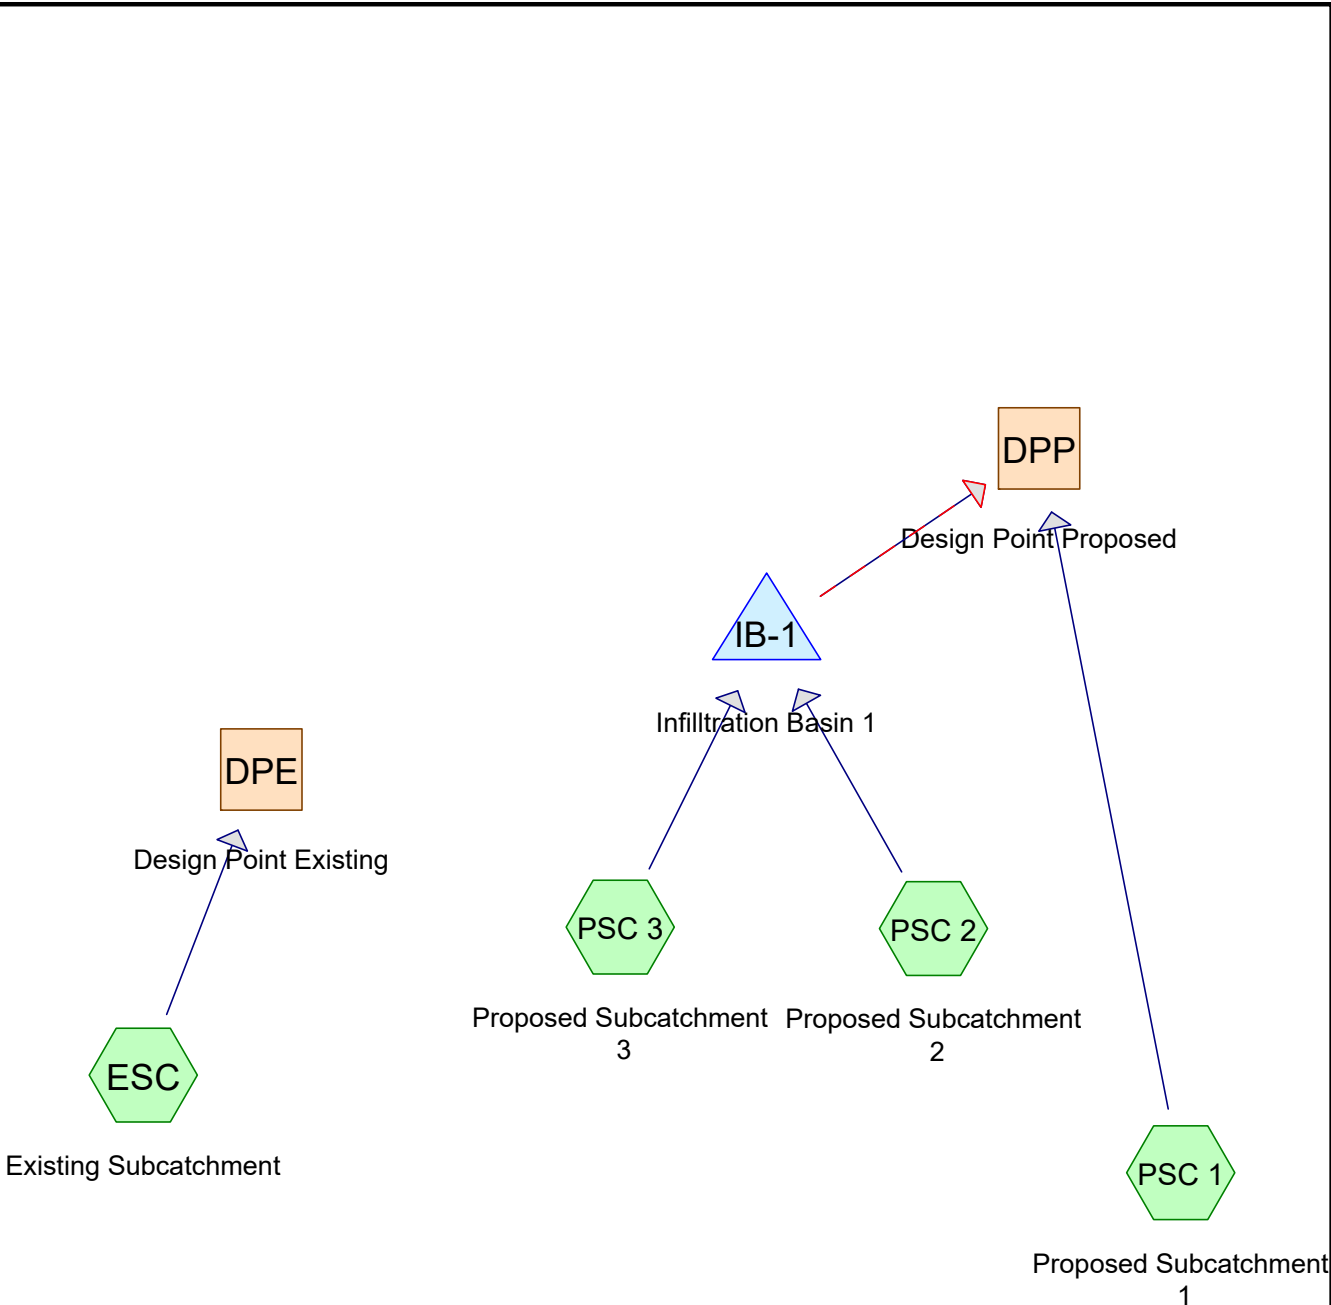 DPP
Design Point Proposed
IB-1
Infilltration Basin 1
DPE
Design Point Existing
PSC 3
Proposed Subcatchment
3
PSC 2
Proposed Subcatchment
2
ESC
Existing Subcatchment
PSC 1
Proposed Subcatchment
1